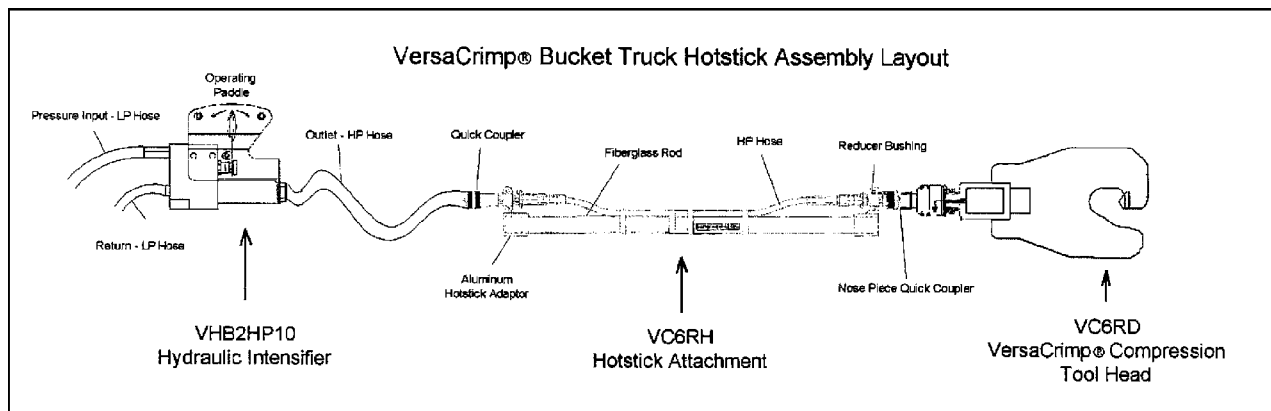 VersaCrimp® Bucket Truck Hotstick Assembly Layout
Operating
Paddle
Pressure Input - LP Hose
Outlet - HP Hose
Quick Coupler
Fiberglass Rod
HP Hose
Reducer Bushing
Return - LP Hose
Aluminum
Hotstick Adaptor
Nose Piece Quick Coupler
VHB2HP10
Hydraulic Intensifier
VC6RH
Hotstick Attachment
VC6RD
VersaCrimp® Compression
Tool Head